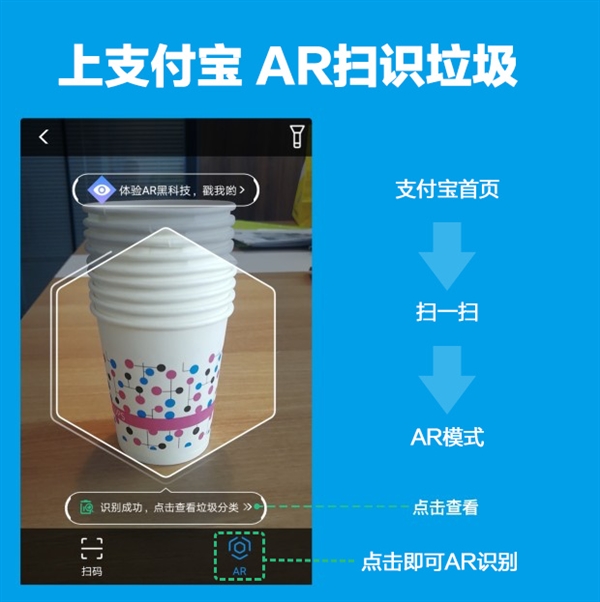 上支付宝 AR扫识垃圾
体验AR黑科技，戳我哟
支付宝首页
扫一扫
AR模式
识别成功，点击查看垃圾分类
点击查看
扫码
AR
点击即可AR识别